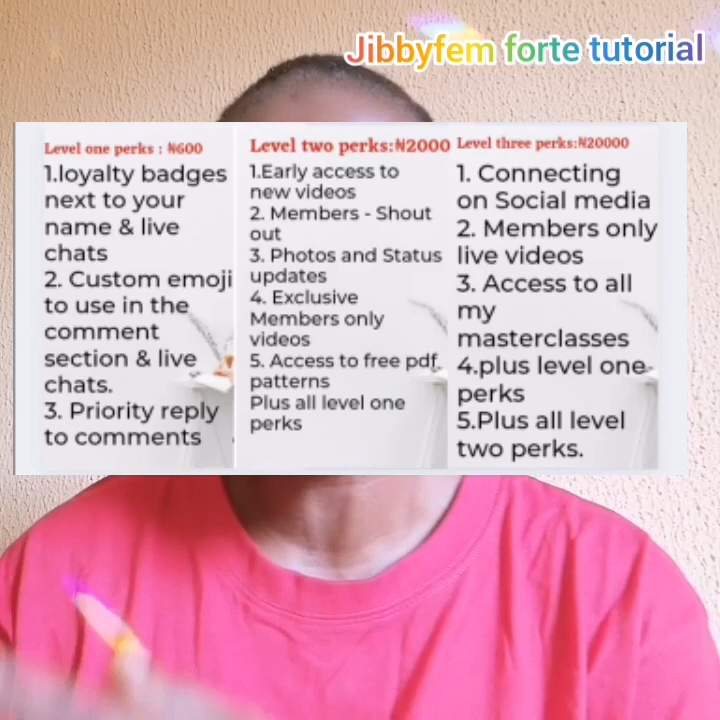 Jibbyfem forte tutorial
Level one perks : ₦600
1.loyalty badges
next to your
name & live
chats
2. Custom emoji
to use in the
comment
section & live
chats.
3. Priority reply
to comments
Level two perks:₦2000
1.Early access to
new videos
2. Members - Shout
out
3. Photos and Status
updates
4. Exclusive
Members only
videos
5. Access to free pdf
patterns
Plus all level one
perks
Level three perks:₦20000
1. Connecting
on Social media
2. Members only
live videos
3. Access to all
my
masterclasses
4.plus level one
perks
5.Plus all level
two perks.